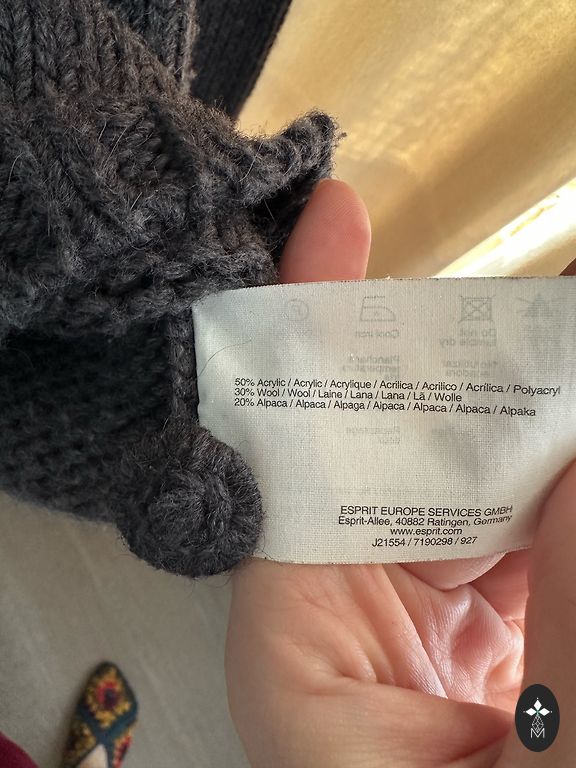 50% Acrylic / Acrylic / Acrylique / Acrilica / Acrilico / Acrílica / Polyacryl
30% Wool / Wool / Laine / Lana / Lana / Lã / Wolle
20% Alpaca / Alpaca / Alpaga / Alpaca / Alpaca / Alpaca / Alpaka
ESPRIT EUROPE SERVICES GMBH
Esprit-Allee, 40882 Ratingen, Germany
www.esprit.com
J21554 / 7190298 / 927